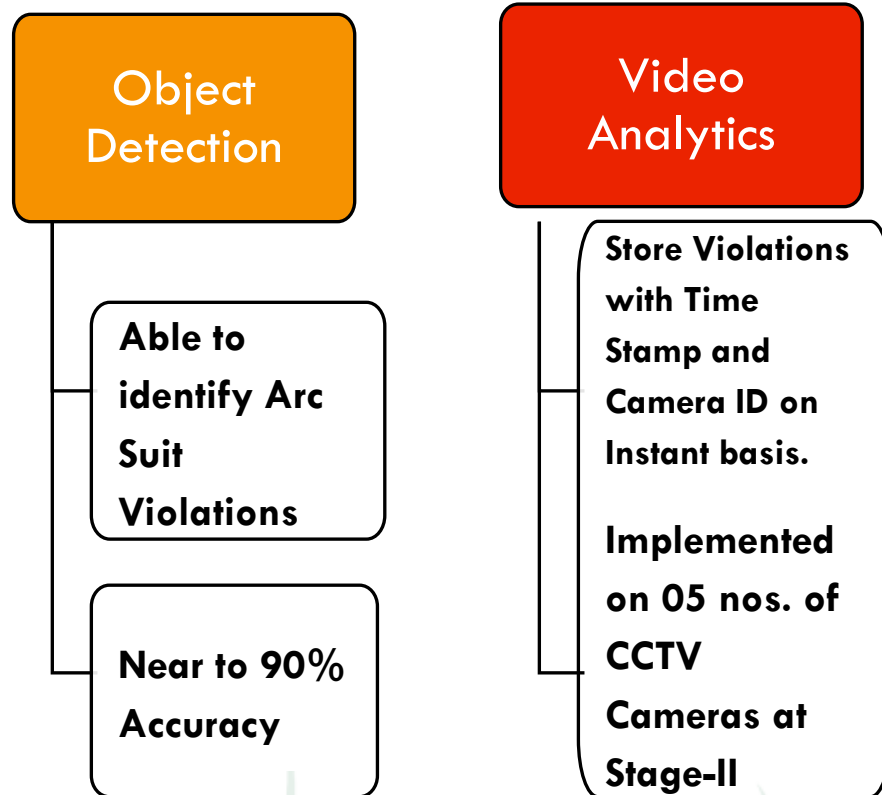 Object
Detection
Able to
identify Arc
Suit
Violations
Near to 90%
Accuracy
Video
Analytics
Store Violations
with Time
Stamp and
Camera ID on
Instant basis.
Implemented
on 05 nos. of
CCTV
Cameras at
Stage-II